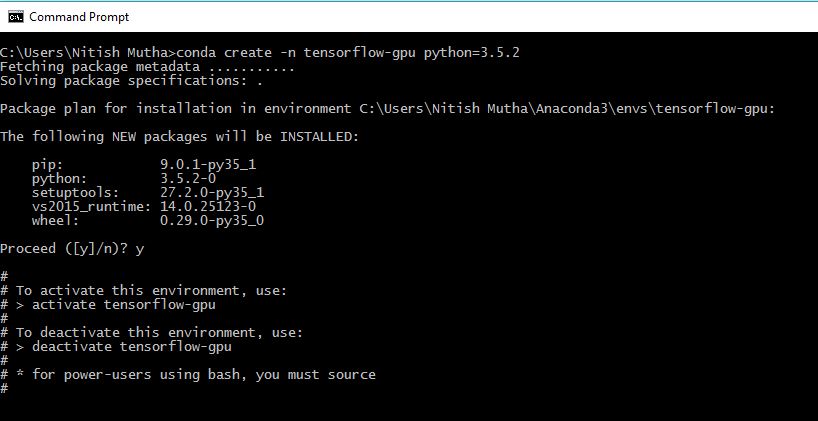 Command Prompt
C:\Users\Nitish Mutha>conda create -n tensorflow-gpu python=3.5.2
Fetching package metadata ...........
Solving package specifications: .
Package plan for installation in environment C:\Users\Nitish Mutha\Anaconda3\envs\tensorflow-gpu:
The following NEW packages will be INSTALLED:
    pip:            9.0.1-py35_1
    python:         3.5.2-0
    setuptools:     27.2.0-py35_1
    vs2015_runtime: 14.0.25123-0
    wheel:          0.29.0-py35_0
Proceed ([y]/n)? y
#
# To activate this environment, use:
# > activate tensorflow-gpu
#
# To deactivate this environment, use:
# > deactivate tensorflow-gpu
#
# * for power-users using bash, you must source
#